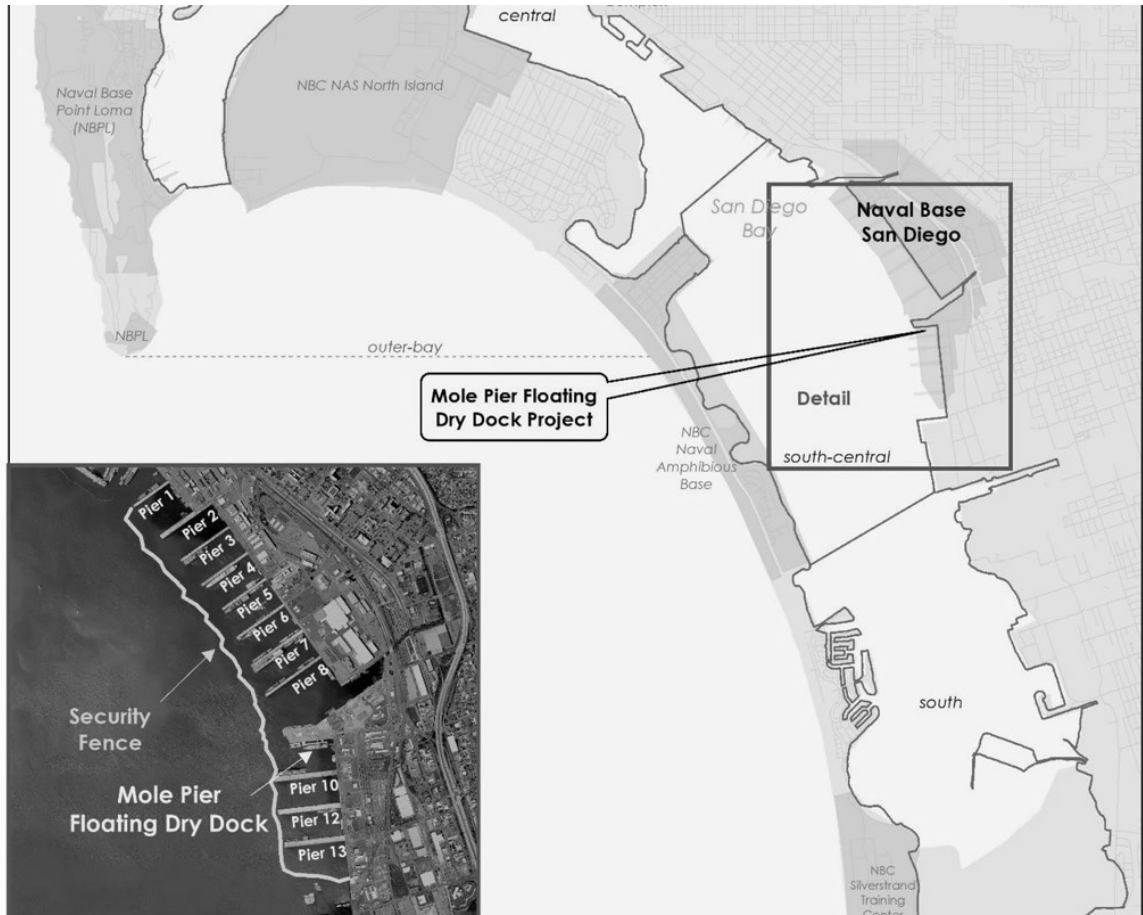 central
Complex
NBC NAS North Island
Naval Base
Point Loma
(NBPL)
San Diego
Bay
Naval Base
San Diego
NBPL
outer-bay
Mole Pier Floating
Dry Dock Project
Detail
NBC
Naval
Amphibious
Base
south-central
Pier 1
Pier 2
Pier 3
Pier 4
Pier 5
Pier 6
Pier 7
Pier 8
Security
Fence
Mole Pier
Floating Dry Dock
Pier 10
Pier 12
Pier 13
south
NBC
Silverstrand
Training
Center